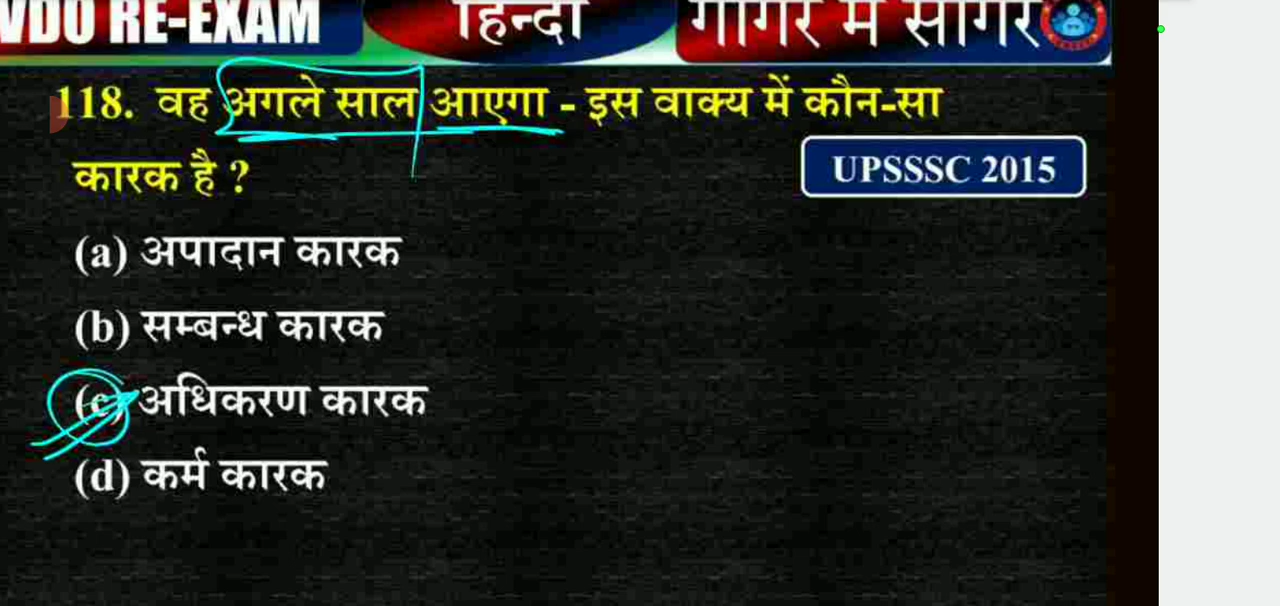 VDO RE-EXAM हिन्दी गागर में सागर
118. वह अगले साल आएगा - इस वाक्य में कौन-सा
कारक है ?
UPSSSC 2015
(a) अपादान कारक
(b) सम्बन्ध कारक
(c) अधिकरण कारक
(d) कर्म कारक